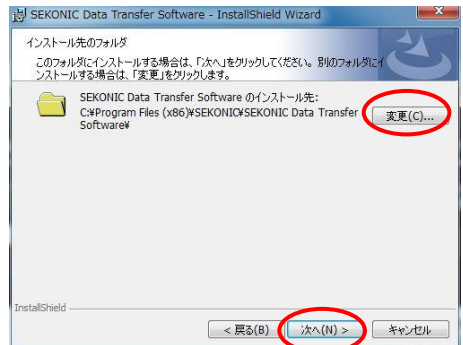 SEKONIC Data Transfer Software - InstallShield Wizard
インストール先のフォルダ
このフォルダにインストールする場合は、「次へ」をクリックしてください。別のフォルダにイ
ンストールする場合は、「変更」をクリックします。
SEKONIC Data Transfer Software のインストール先:
C:¥Program Files (x86)¥SEKONIC¥SEKONIC Data Transfer
Software¥
変更(C)...
InstallShield
< 戻る(B)
次へ(N) >
キャンセル